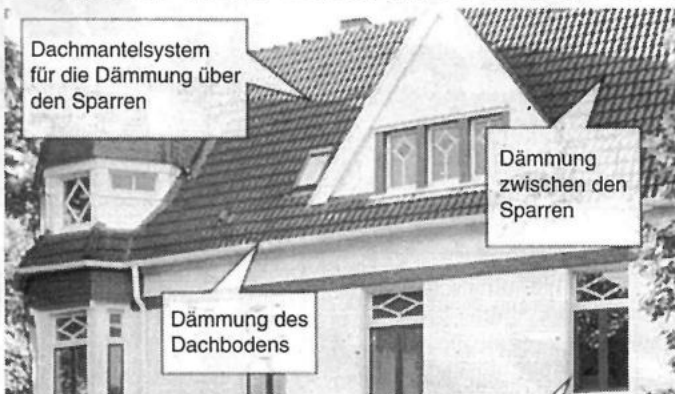 Dachmantelsystem
für die Dämmung über
den Sparren
Dämmung
zwischen den
Sparren
Dämmung des
Dachbodens